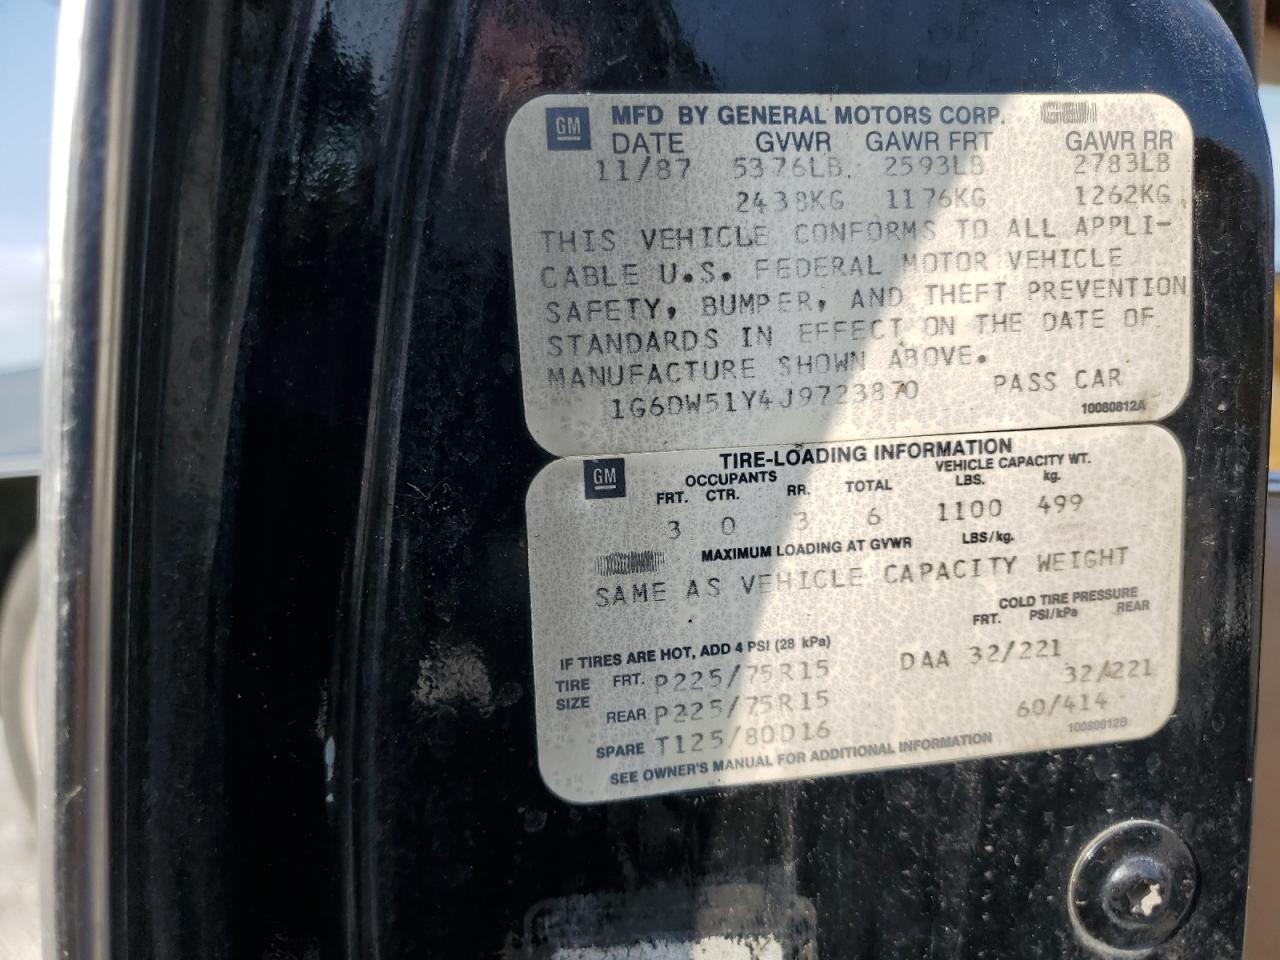 GM MFD BY GENERAL MOTORS CORP.
DATE GVWR GAWR FRT GAWR RR
11/87 5376LB. 2593LB 2783LB
2438KG 1176KG 1262KG
THIS VEHICLE CONFORMS TO ALL APPLI-
CABLE U.S. FEDERAL MOTOR VEHICLE
SAFETY, BUMPER, AND THEFT PREVENTION
STANDARDS IN EFFECT ON THE DATE OF
MANUFACTURE SHOWN ABOVE.
1G6DW51Y4J9723870 PASS CAR
10080812A
GM TIRE-LOADING INFORMATION
OCCUPANTS VEHICLE CAPACITY WT.
FRT. CTR. RR. TOTAL LBS. kg.
3 0 3 6 1100 499
MAXIMUM LOADING AT GVWR LBS/kg.
SAME AS VEHICLE CAPACITY WEIGHT
COLD TIRE PRESSURE
FRT. PSI/kPa REAR
IF TIRES ARE HOT, ADD 4 PSI (28 kPa)
TIRE SIZE FRT. P225/75R15 DAA 32/221
REAR P225/75R15 32/221
SPARE T125/80D16 60/414
10080812B
SEE OWNER'S MANUAL FOR ADDITIONAL INFORMATION